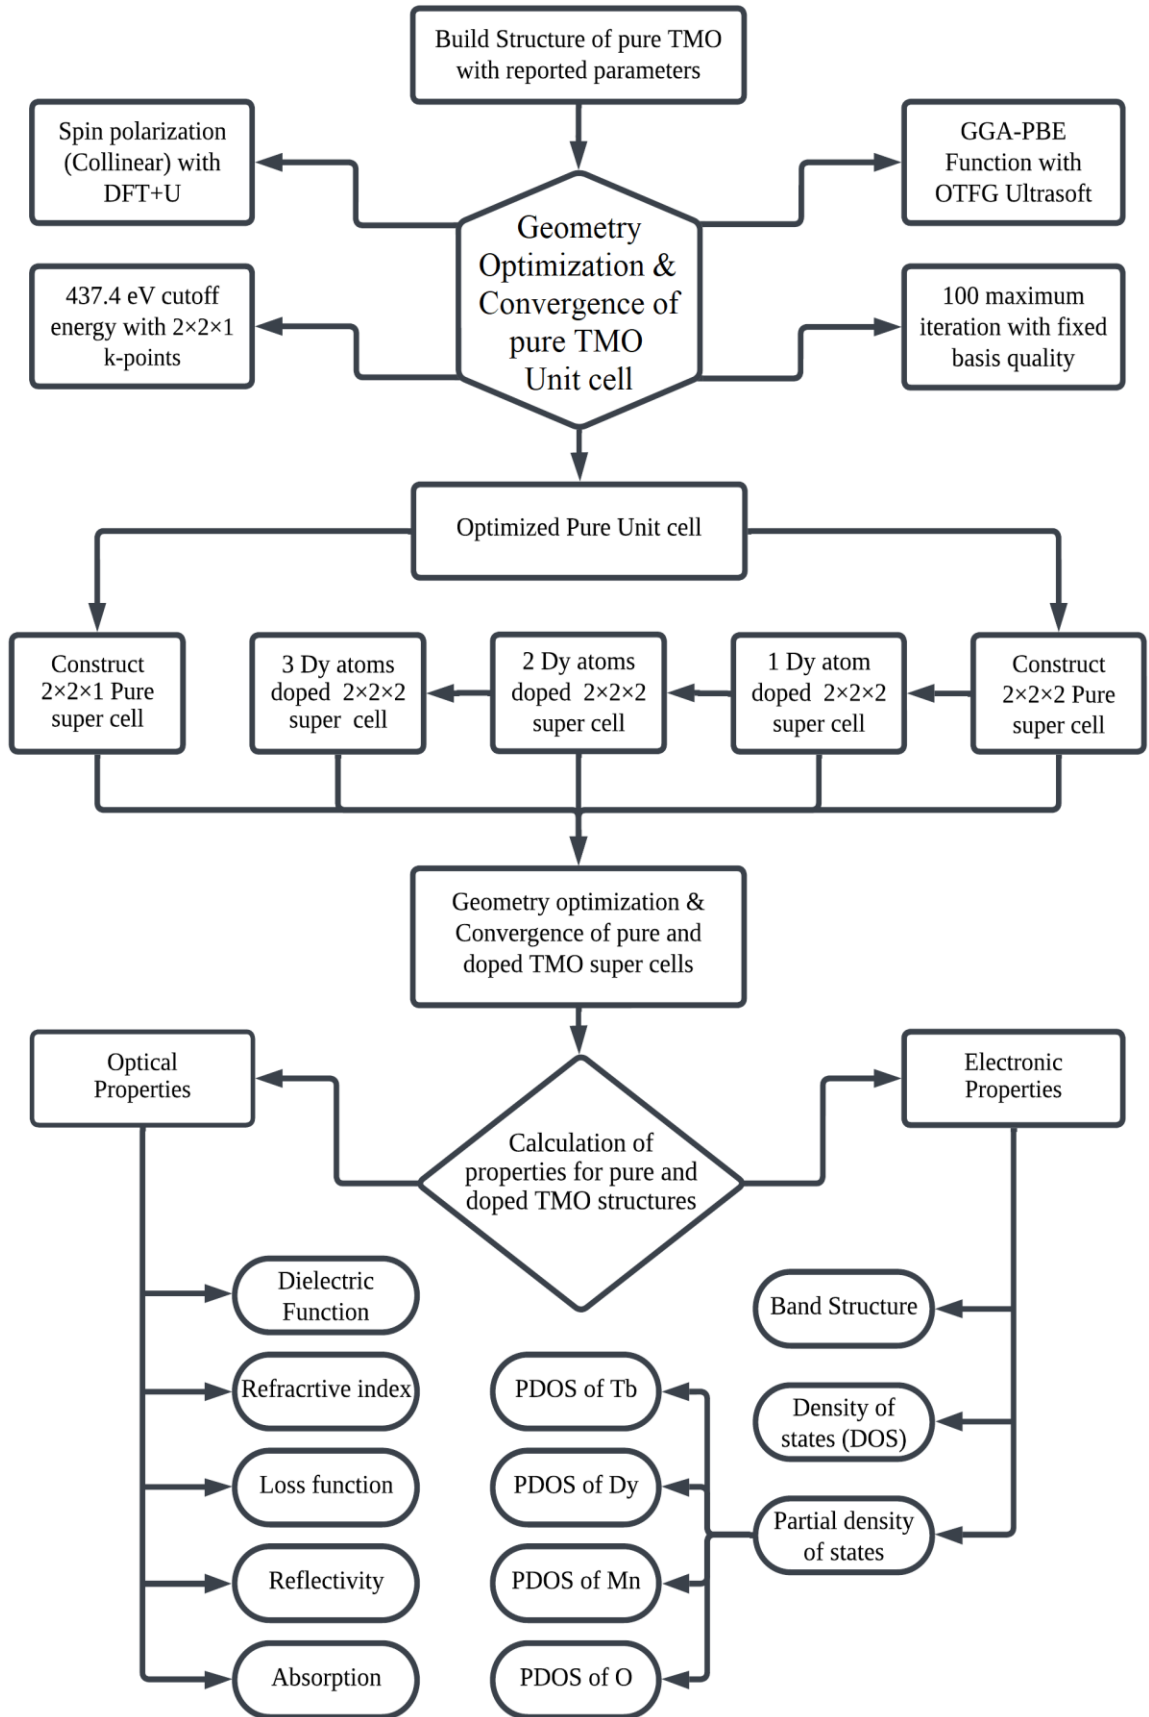 Build Structure of pure TMO
with reported parameters
Spin polarization
(Collinear) with
DFT+U
GGA-PBE
Function with
OTFG Ultrasoft
Geometry
Optimization &
Convergence of
pure TMO
Unit cell
437.4 eV cutoff
energy with 2×2×1
k-points
100 maximum
iteration with fixed
basis quality
Optimized Pure Unit cell
Construct
2×2×1 Pure
super cell
3 Dy atoms
doped 2×2×2
super cell
2 Dy atoms
doped 2×2×2
super cell
1 Dy atom
doped 2×2×2
super cell
Construct
2×2×2 Pure
super cell
Geometry optimization &
Convergence of pure and
doped TMO super cells
Optical
Properties
Electronic
Properties
Calculation of
properties for pure and
doped TMO structures
Dielectric
Function
Refracrtive index
Loss function
Reflectivity
Absorption
PDOS of Tb
PDOS of Dy
PDOS of Mn
PDOS of O
Band Structure
Density of
states (DOS)
Partial density
of states